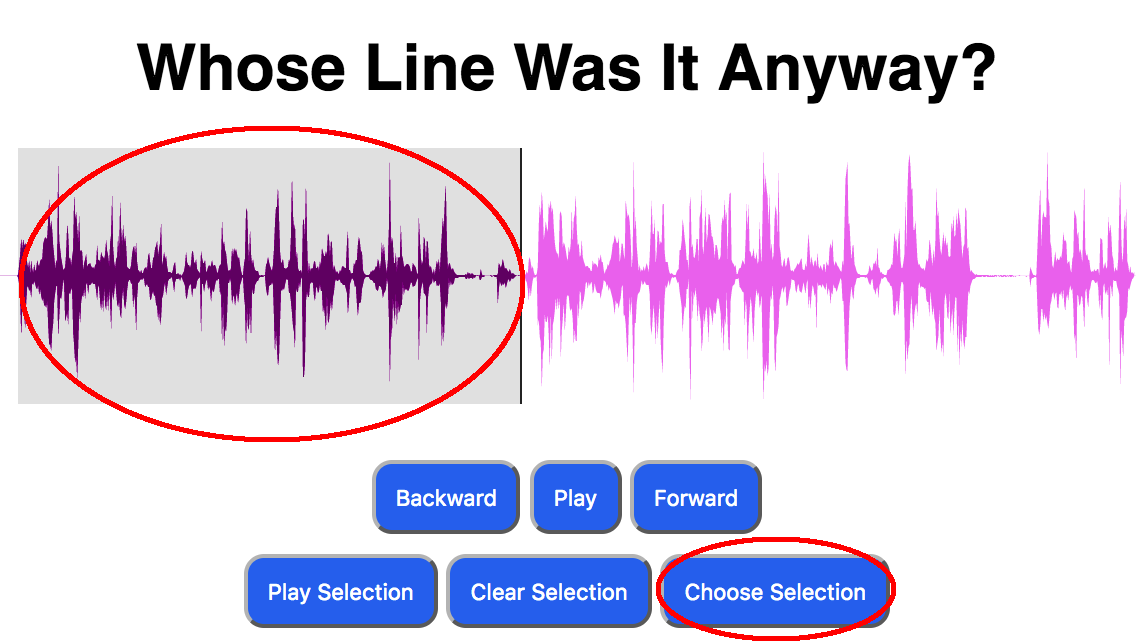 Whose Line Was It Anyway?
Backward Play Forward
Play Selection Clear Selection Choose Selection